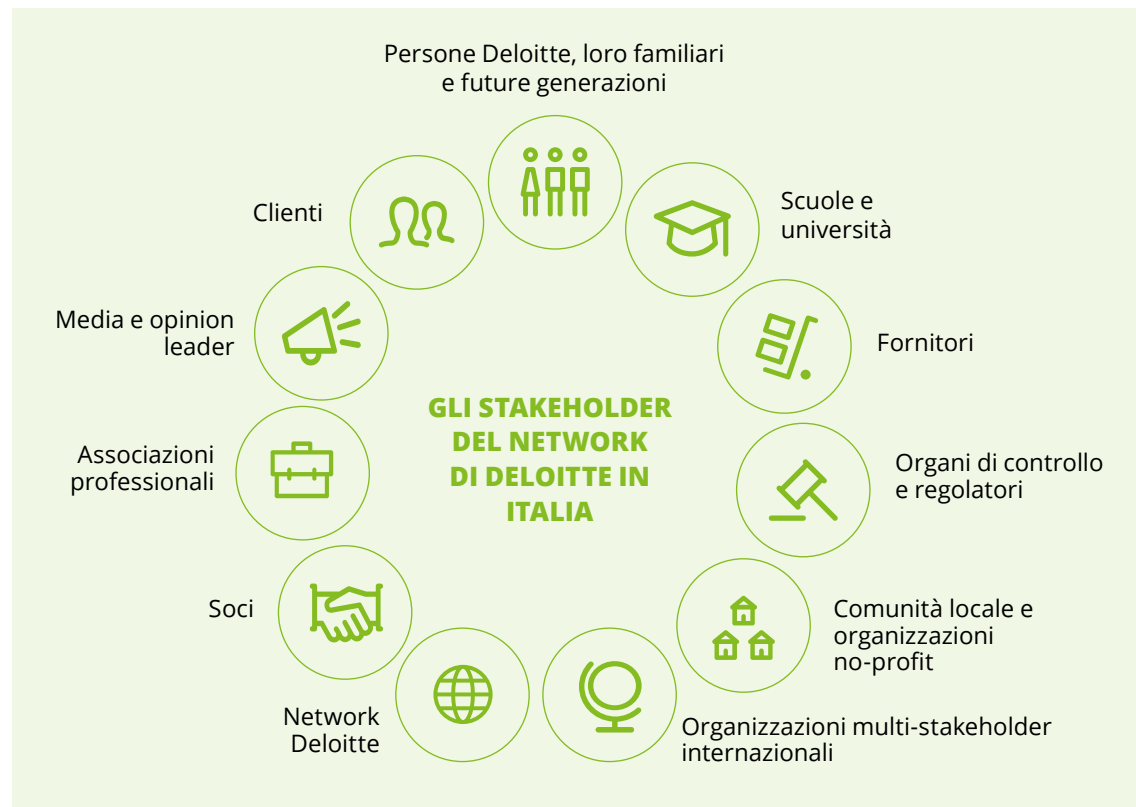 Persone Deloitte, loro familiari
e future generazioni
Scuole e
università
Fornitori
Organi di controllo
e regolatori
Comunità locale e
organizzazioni
no-profit
Organizzazioni multi-stakeholder
internazionali
Network
Deloitte
Soci
Associazioni
professionali
Media e opinion
leader
Clienti
GLI STAKEHOLDER
DEL NETWORK
DI DELOITTE IN
ITALIA